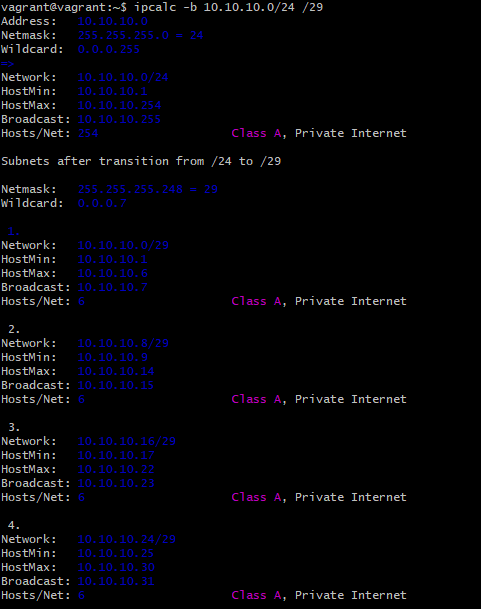 vagrant@vagrant:~$ ipcalc -b 10.10.10.0/24 /29
Address: 10.10.10.0
Netmask: 255.255.255.0 = 24
Wildcard: 0.0.0.255
=>
Network: 10.10.10.0/24
HostMin: 10.10.10.1
HostMax: 10.10.10.254
Broadcast: 10.10.10.255
Hosts/Net: 254 Class A, Private Internet
Subnets after transition from /24 to /29
Netmask: 255.255.255.248 = 29
Wildcard: 0.0.0.7
1.
Network: 10.10.10.0/29
HostMin: 10.10.10.1
HostMax: 10.10.10.6
Broadcast: 10.10.10.7
Hosts/Net: 6 Class A, Private Internet
2.
Network: 10.10.10.8/29
HostMin: 10.10.10.9
HostMax: 10.10.10.14
Broadcast: 10.10.10.15
Hosts/Net: 6 Class A, Private Internet
3.
Network: 10.10.10.16/29
HostMin: 10.10.10.17
HostMax: 10.10.10.22
Broadcast: 10.10.10.23
Hosts/Net: 6 Class A, Private Internet
4.
Network: 10.10.10.24/29
HostMin: 10.10.10.25
HostMax: 10.10.10.30
Broadcast: 10.10.10.31
Hosts/Net: 6 Class A, Private Internet